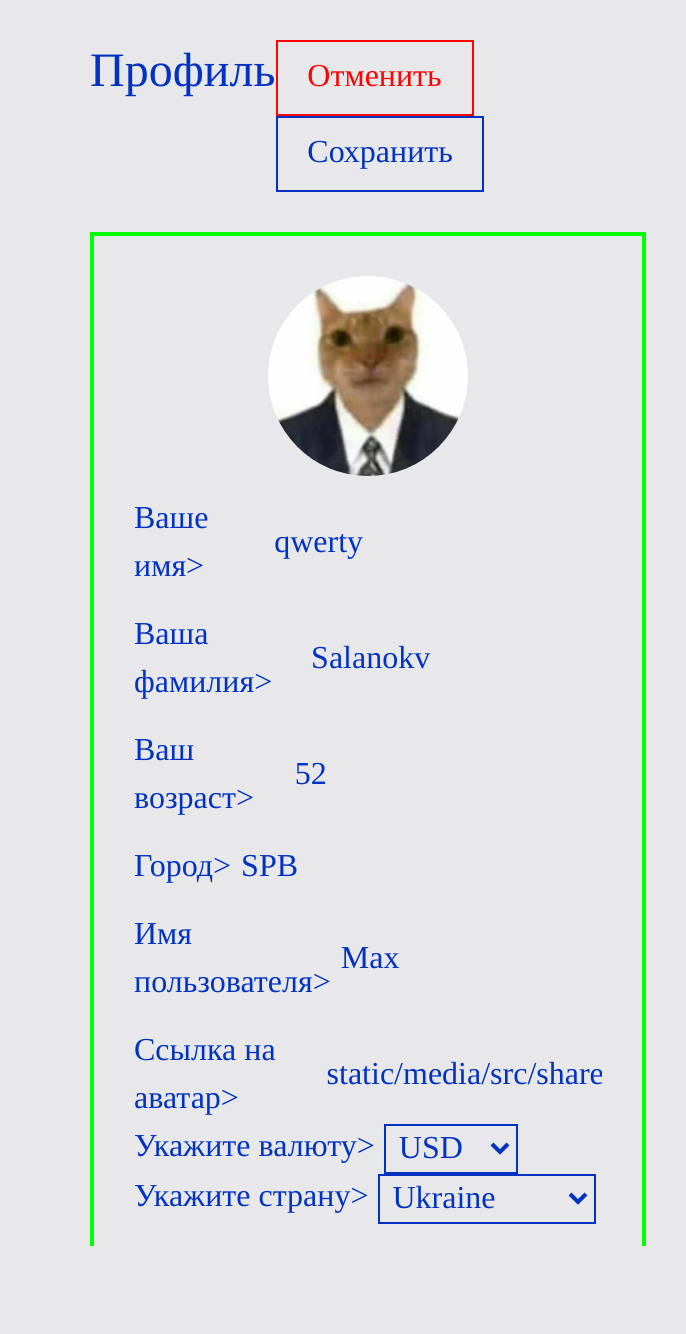 Профиль
Отменить
Сохранить
Ваше
имя>
qwerty
Ваша
фамилия>
Salanokv
Ваш
возраст>
52
Город> SPB
Имя
пользователя>
Max
Ссылка на
аватар>
static/media/src/share
Укажите валюту> USD
Укажите страну> Ukraine